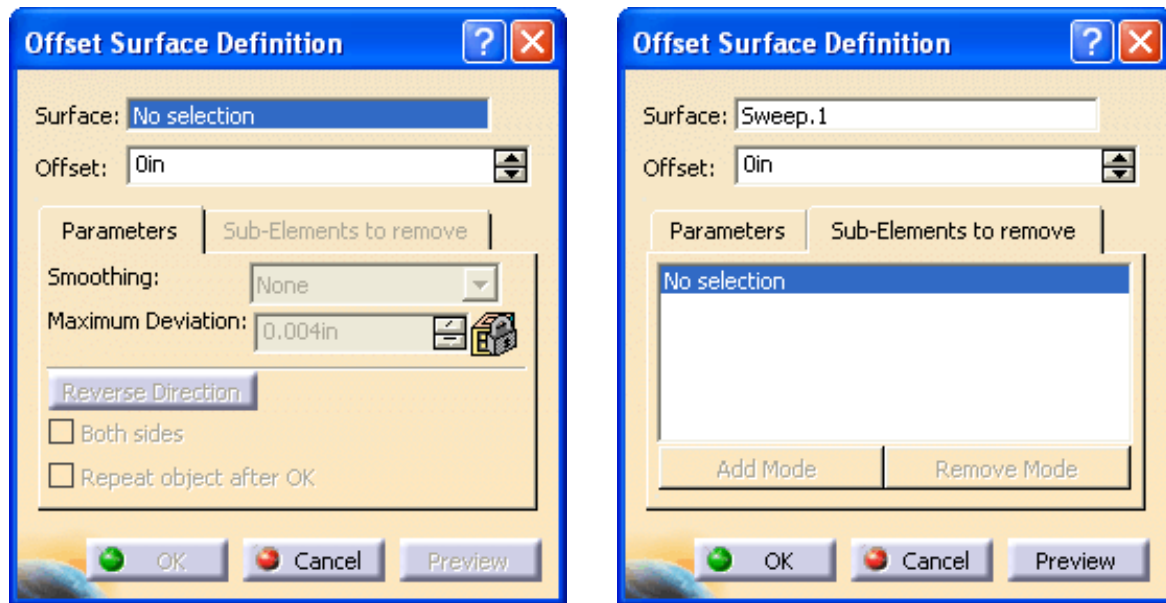 Offset Surface Definition
Surface: No selection
Offset: 0in
Parameters Sub-Elements to remove
Smoothing: None
Maximum Deviation: 0.004in
Reverse Direction
Both sides
Repeat object after OK
OK Cancel Preview
Offset Surface Definition
Surface: Sweep.1
Offset: 0in
Parameters Sub-Elements to remove
No selection
Add Mode Remove Mode
OK Cancel Preview